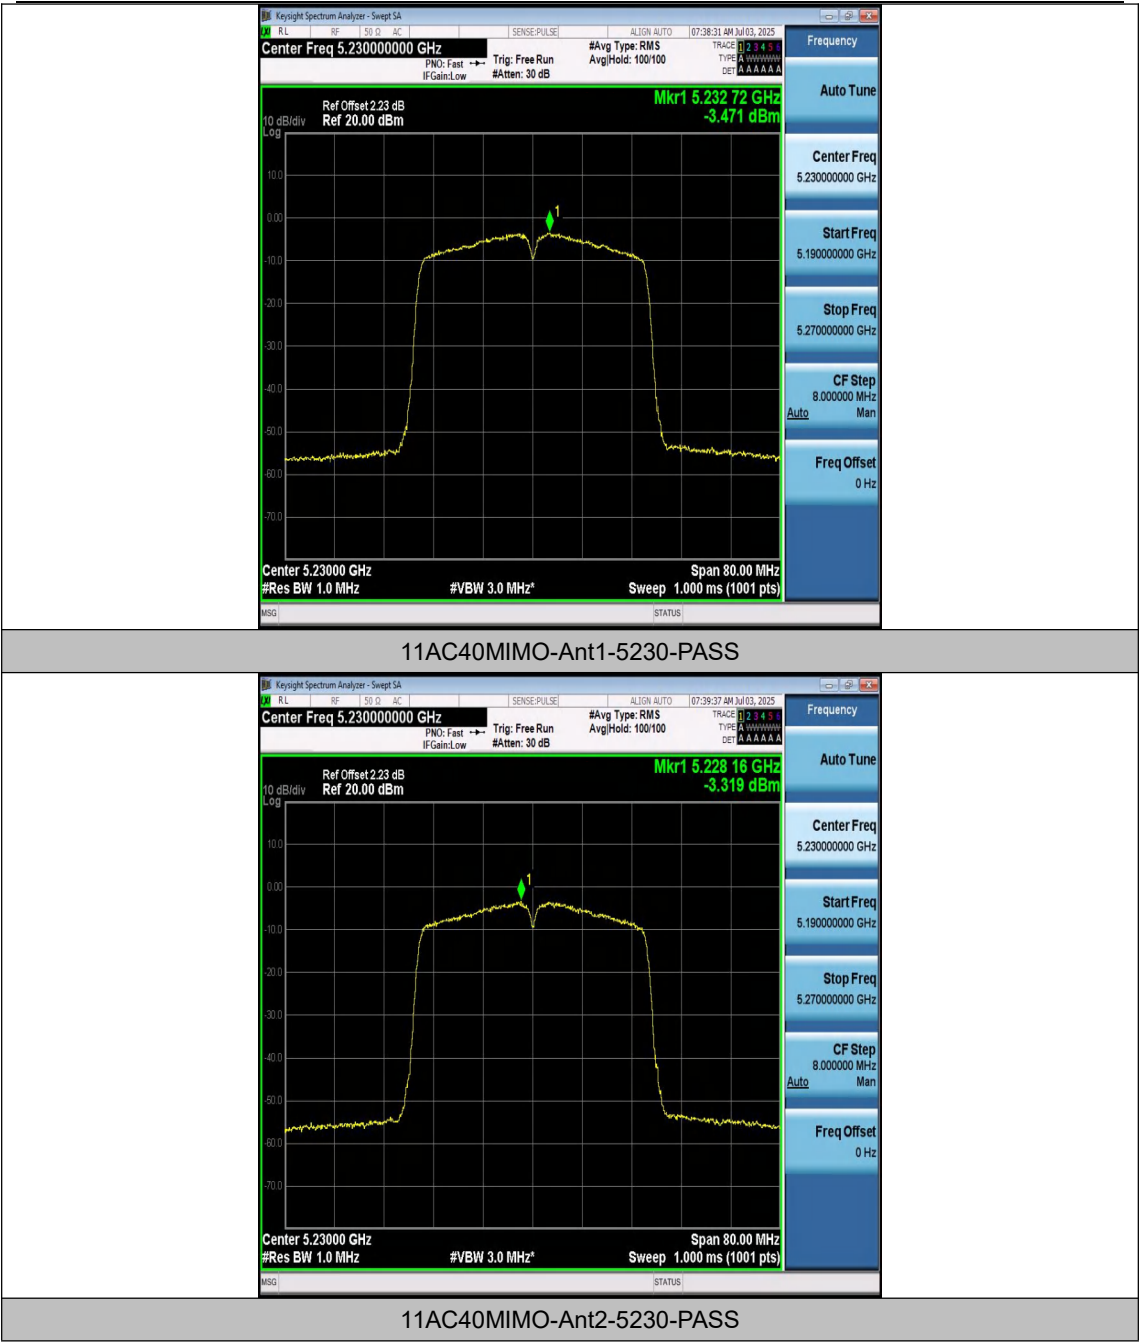 Keysight Spectrum Analyzer - Swept SA
RL RF 50 Ω AC SENSE:PULSE ALIGN AUTO 07:38:31 AM Jul 03, 2025
Center Freq 5.230000000 GHz
PNO: Fast
IFGain:Low
Trig: Free Run
#Atten: 30 dB
#Avg Type: RMS
Avg|Hold: 100/100
TRACE 1 2 3 4 5 6
TYPE A WWWWW
DET A A A A A A
Frequency
Mkr1 5.232 72 GHz
-3.471 dBm
Ref Offset 2.23 dB
10 dB/div Ref 20.00 dBm
Log
10.0
0.00
-10.0
-20.0
-30.0
-40.0
-50.0
-60.0
-70.0
1
Center 5.23000 GHz Span 80.00 MHz
#Res BW 1.0 MHz #VBW 3.0 MHz* Sweep 1.000 ms (1001 pts)
MSG STATUS
Auto Tune
Center Freq
5.230000000 GHz
Start Freq
5.190000000 GHz
Stop Freq
5.270000000 GHz
CF Step
8.000000 MHz
Auto Man
Freq Offset
0 Hz
11AC40MIMO-Ant1-5230-PASS
Keysight Spectrum Analyzer - Swept SA
RL RF 50 Ω AC SENSE:PULSE ALIGN AUTO 07:39:37 AM Jul 03, 2025
Center Freq 5.230000000 GHz
PNO: Fast
IFGain:Low
Trig: Free Run
#Atten: 30 dB
#Avg Type: RMS
Avg|Hold: 100/100
TRACE 1 2 3 4 5 6
TYPE A WWWWW
DET A A A A A A
Frequency
Mkr1 5.228 16 GHz
-3.319 dBm
Ref Offset 2.23 dB
10 dB/div Ref 20.00 dBm
Log
10.0
0.00
-10.0
-20.0
-30.0
-40.0
-50.0
-60.0
-70.0
1
Center 5.23000 GHz Span 80.00 MHz
#Res BW 1.0 MHz #VBW 3.0 MHz* Sweep 1.000 ms (1001 pts)
MSG STATUS
Auto Tune
Center Freq
5.230000000 GHz
Start Freq
5.190000000 GHz
Stop Freq
5.270000000 GHz
CF Step
8.000000 MHz
Auto Man
Freq Offset
0 Hz
11AC40MIMO-Ant2-5230-PASS